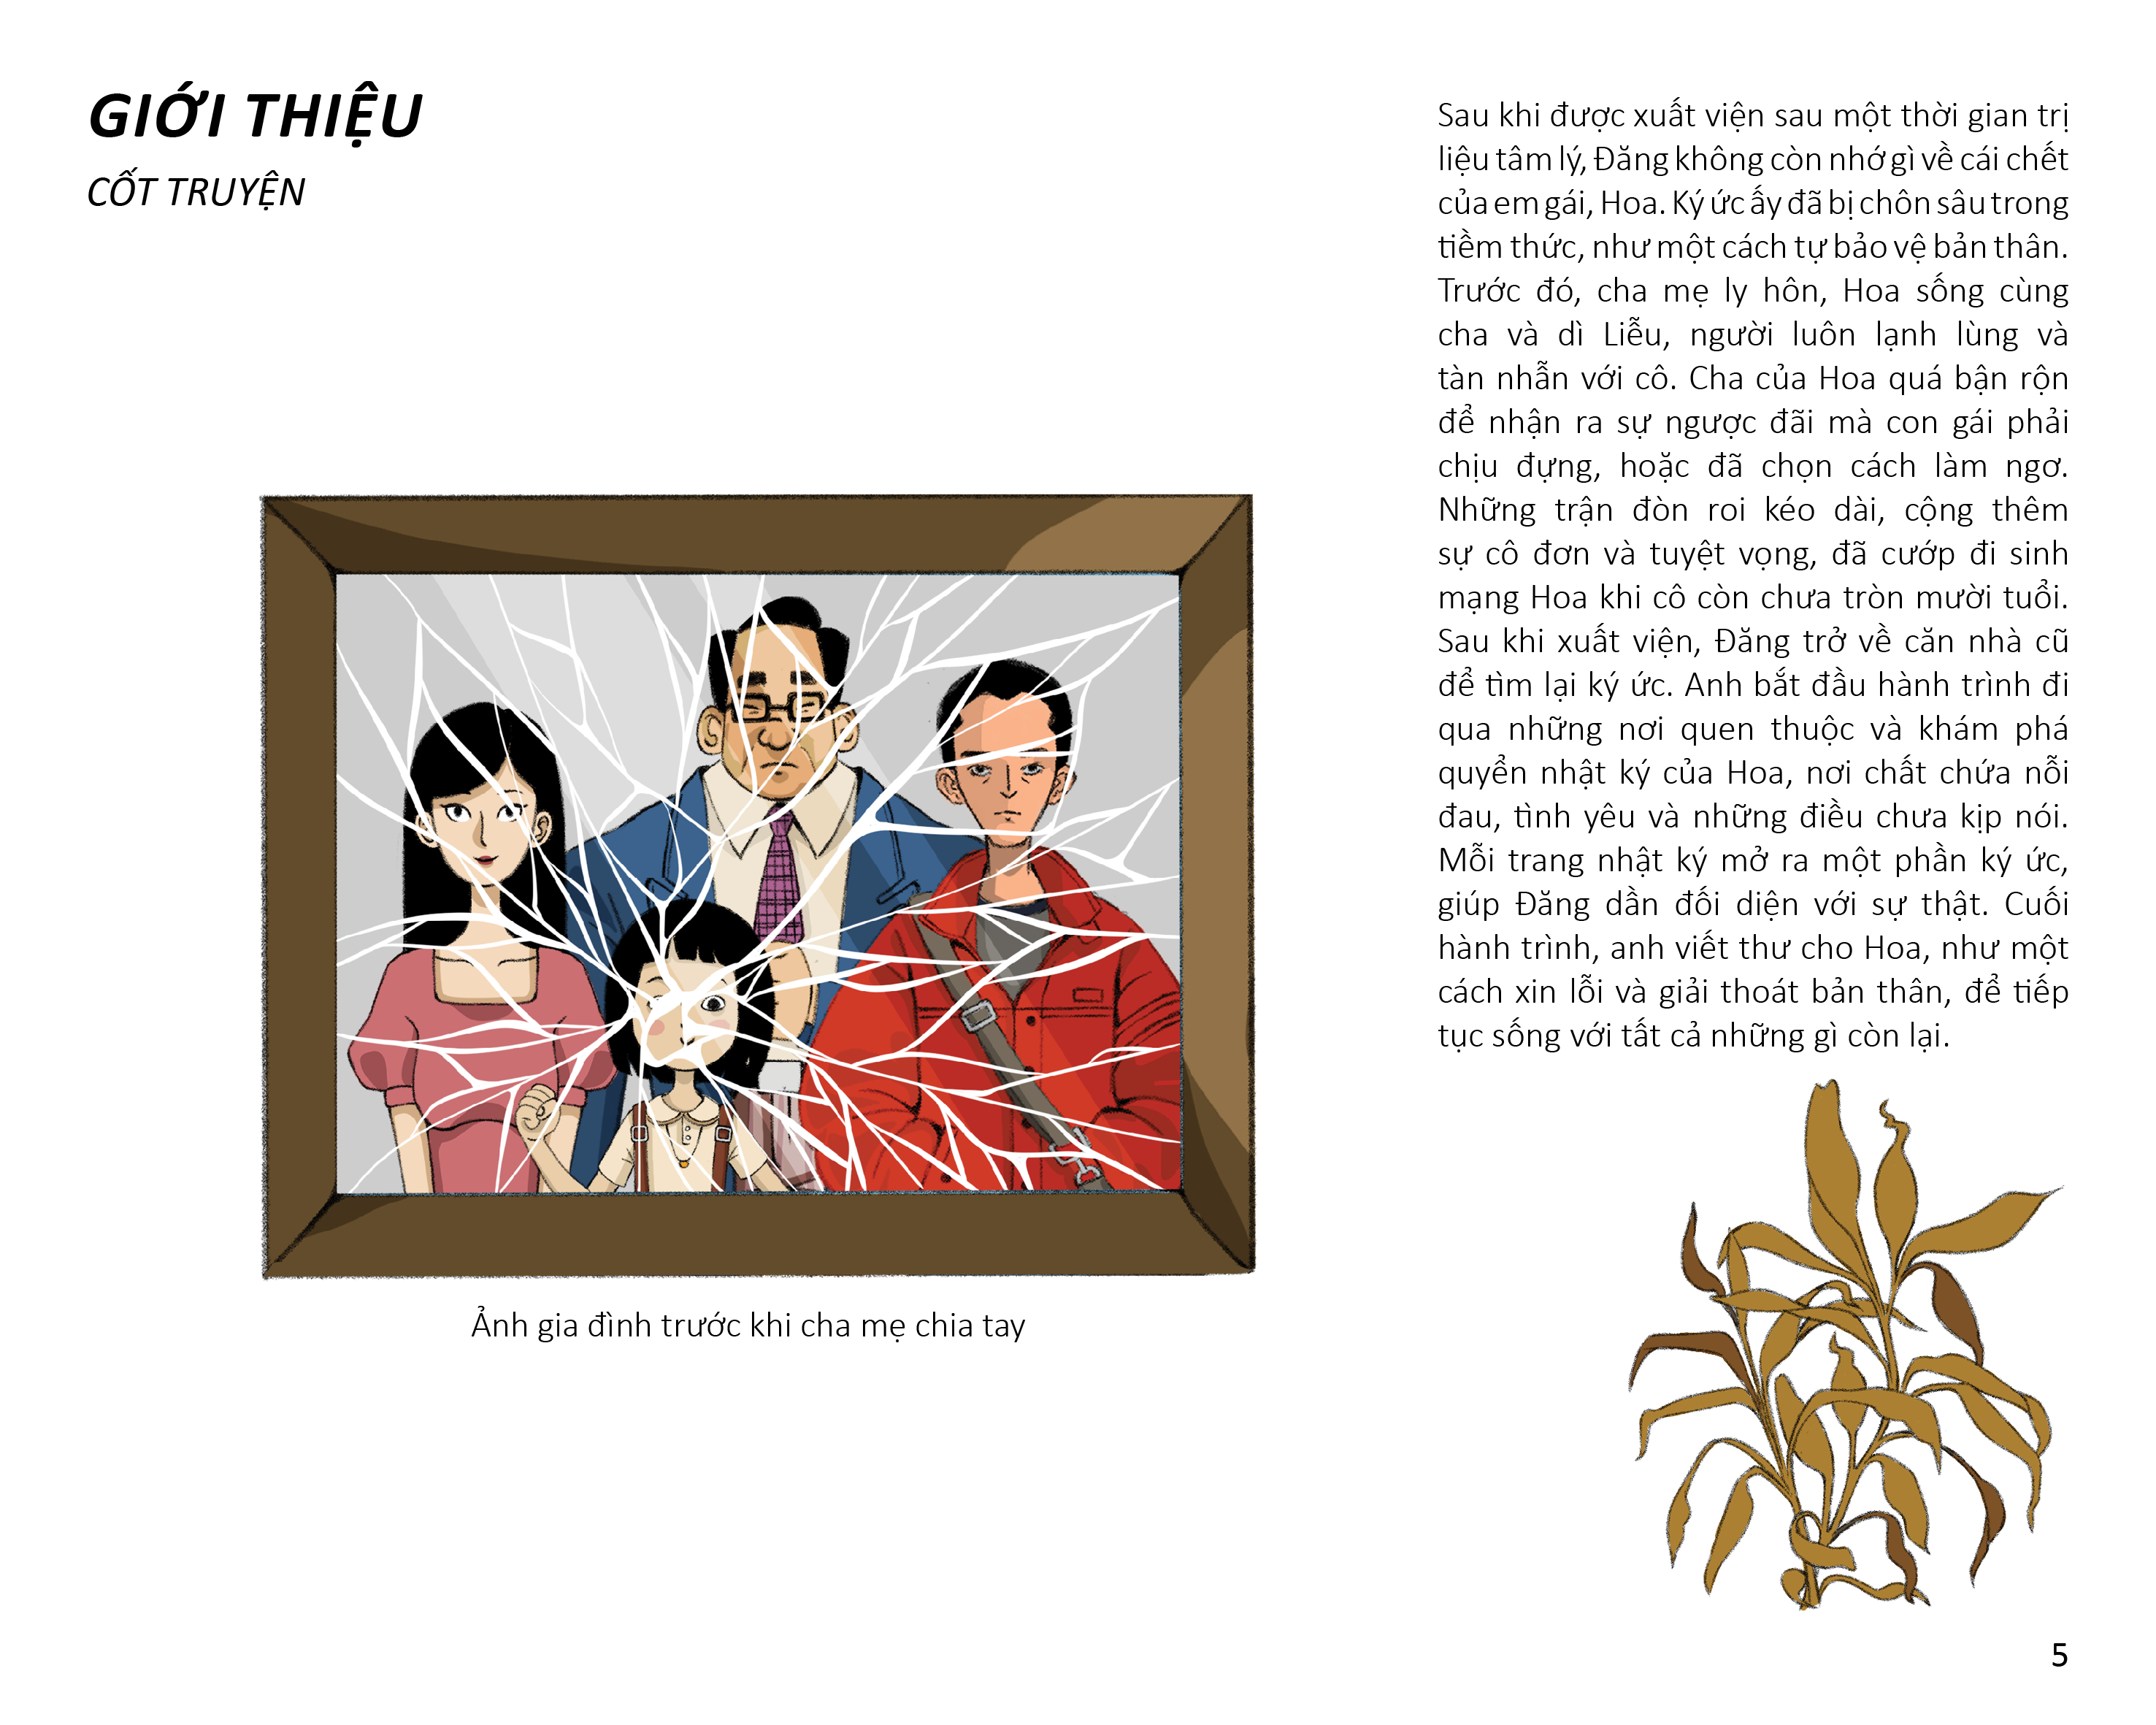 GIỚI THIỆU
CỐT TRUYỆN
Ảnh gia đình trước khi cha mẹ chia tay
Sau khi được xuất viện sau một thời gian trị
liệu tâm lý, Đăng không còn nhớ gì về cái chết
của em gái, Hoa. Ký ức ấy đã bị chôn sâu trong
tiềm thức, như một cách tự bảo vệ bản thân.
Trước đó, cha mẹ ly hôn, Hoa sống cùng
cha và dì Liễu, người luôn lạnh lùng và
tàn nhẫn với cô. Cha của Hoa quá bận rộn
để nhận ra sự ngược đãi mà con gái phải
chịu đựng, hoặc đã chọn cách làm ngơ.
Những trận đòn roi kéo dài, cộng thêm
sự cô đơn và tuyệt vọng, đã cướp đi sinh
mạng Hoa khi cô còn chưa tròn mười tuổi.
Sau khi xuất viện, Đăng trở về căn nhà cũ
để tìm lại ký ức. Anh bắt đầu hành trình đi
qua những nơi quen thuộc và khám phá
quyển nhật ký của Hoa, nơi chất chứa nỗi
đau, tình yêu và những điều chưa kịp nói.
Mỗi trang nhật ký mở ra một phần ký ức,
giúp Đăng dần đối diện với sự thật. Cuối
hành trình, anh viết thư cho Hoa, như một
cách xin lỗi và giải thoát bản thân, để tiếp
tục sống với tất cả những gì còn lại.
5